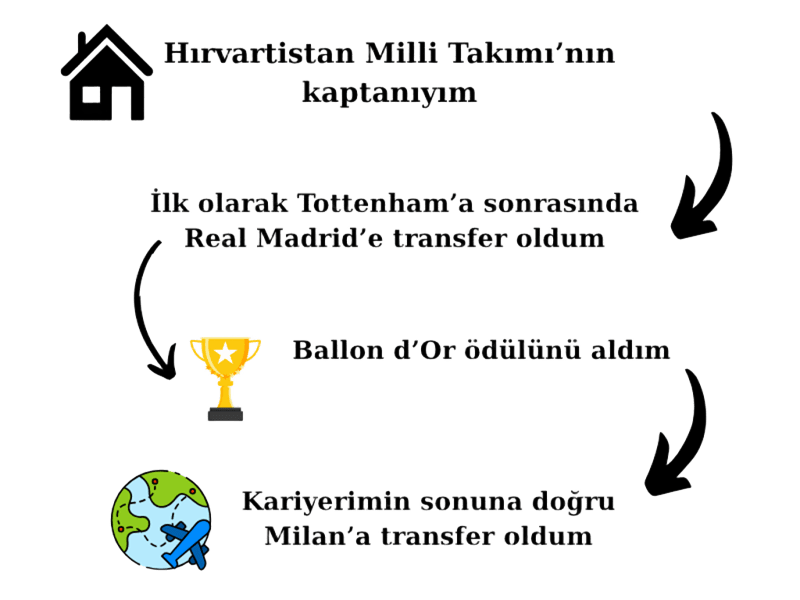 Hırvartistan Milli Takımı’nın
kaptanıyım
İlk olarak Tottenham’a sonrasında
Real Madrid’e transfer oldum
Ballon d’Or ödülünü aldım
Kariyerimin sonuna doğru
Milan’a transfer oldum